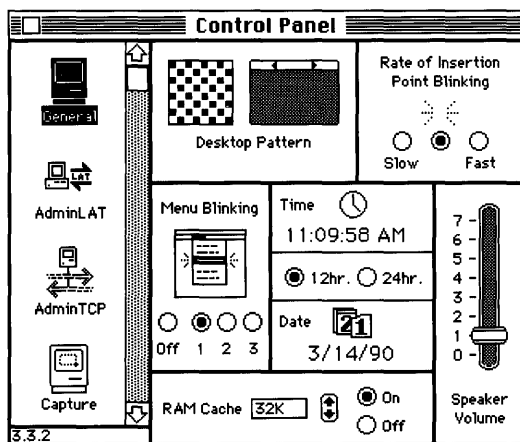 Control Panel
General
LAT
AdminLAT
AdminTCP
Capture
3.3.2
Desktop Pattern
Rate of Insertion
Point Blinking
Slow Fast
Menu Blinking
Off 1 2 3
Time
11:09:58 AM
12hr. 24hr.
Date
21
3/14/90
7
6
5
4
3
2
1
0
Speaker
Volume
RAM Cache 32K
On
Off